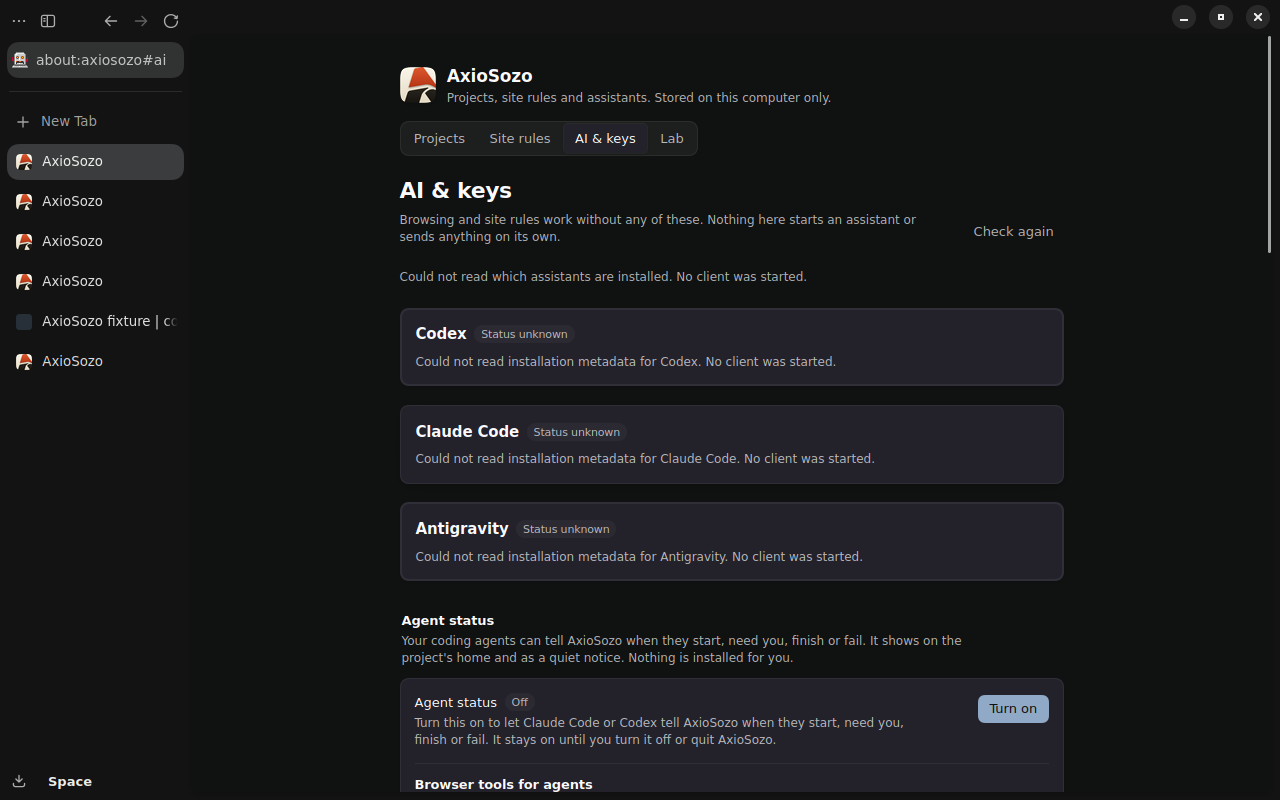 about:axiosozo#ai
New Tab
AxioSozo
AxioSozo
AxioSozo
AxioSozo
AxioSozo fixture | co
AxioSozo
Space
AxioSozo
Projects, site rules and assistants. Stored on this computer only.
Projects
Site rules
AI & keys
Lab
AI & keys
Browsing and site rules work without any of these. Nothing here starts an assistant or
sends anything on its own.
Check again
Could not read which assistants are installed. No client was started.
Codex
Status unknown
Could not read installation metadata for Codex. No client was started.
Claude Code
Status unknown
Could not read installation metadata for Claude Code. No client was started.
Antigravity
Status unknown
Could not read installation metadata for Antigravity. No client was started.
Agent status
Your coding agents can tell AxioSozo when they start, need you, finish or fail. It shows on the
project's home and as a quiet notice. Nothing is installed for you.
Agent status
Off
Turn this on to let Claude Code or Codex tell AxioSozo when they start, need you,
finish or fail. It stays on until you turn it off or quit AxioSozo.
Turn on
Browser tools for agents